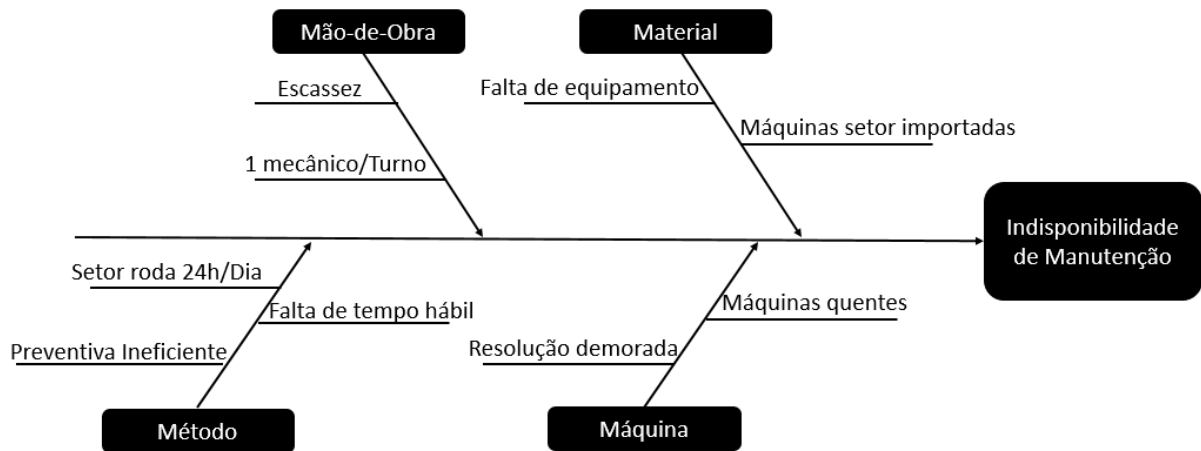 Mão-de-Obra
Material
Escassez
Falta de equipamento
Máquinas setor importadas
1 mecânico/Turno
Indisponibilidade
de Manutenção
Setor roda 24h/Dia
Falta de tempo hábil
Máquinas quentes
Preventiva Ineficiente
Resolução demorada
Método
Máquina